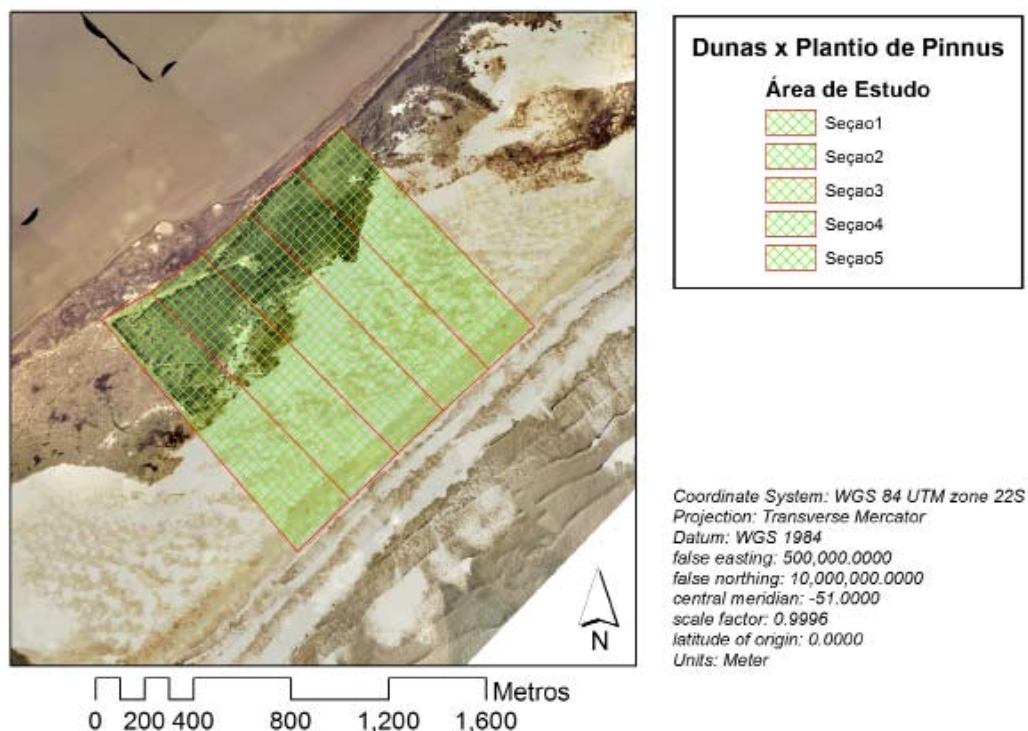 Dunas x Plantio de Pinnus
Área de Estudo
Seçao1
Seçao2
Seçao3
Seçao4
Seçao5
Coordinate System: WGS 84 UTM zone 22S
Projection: Transverse Mercator
Datum: WGS 1984
false easting: 500,000.0000
false northing: 10,000,000.0000
central meridian: -51.0000
scale factor: 0.9996
latitude of origin: 0.0000
Units: Meter
N
Metros
0 200 400 800 1,200 1,600